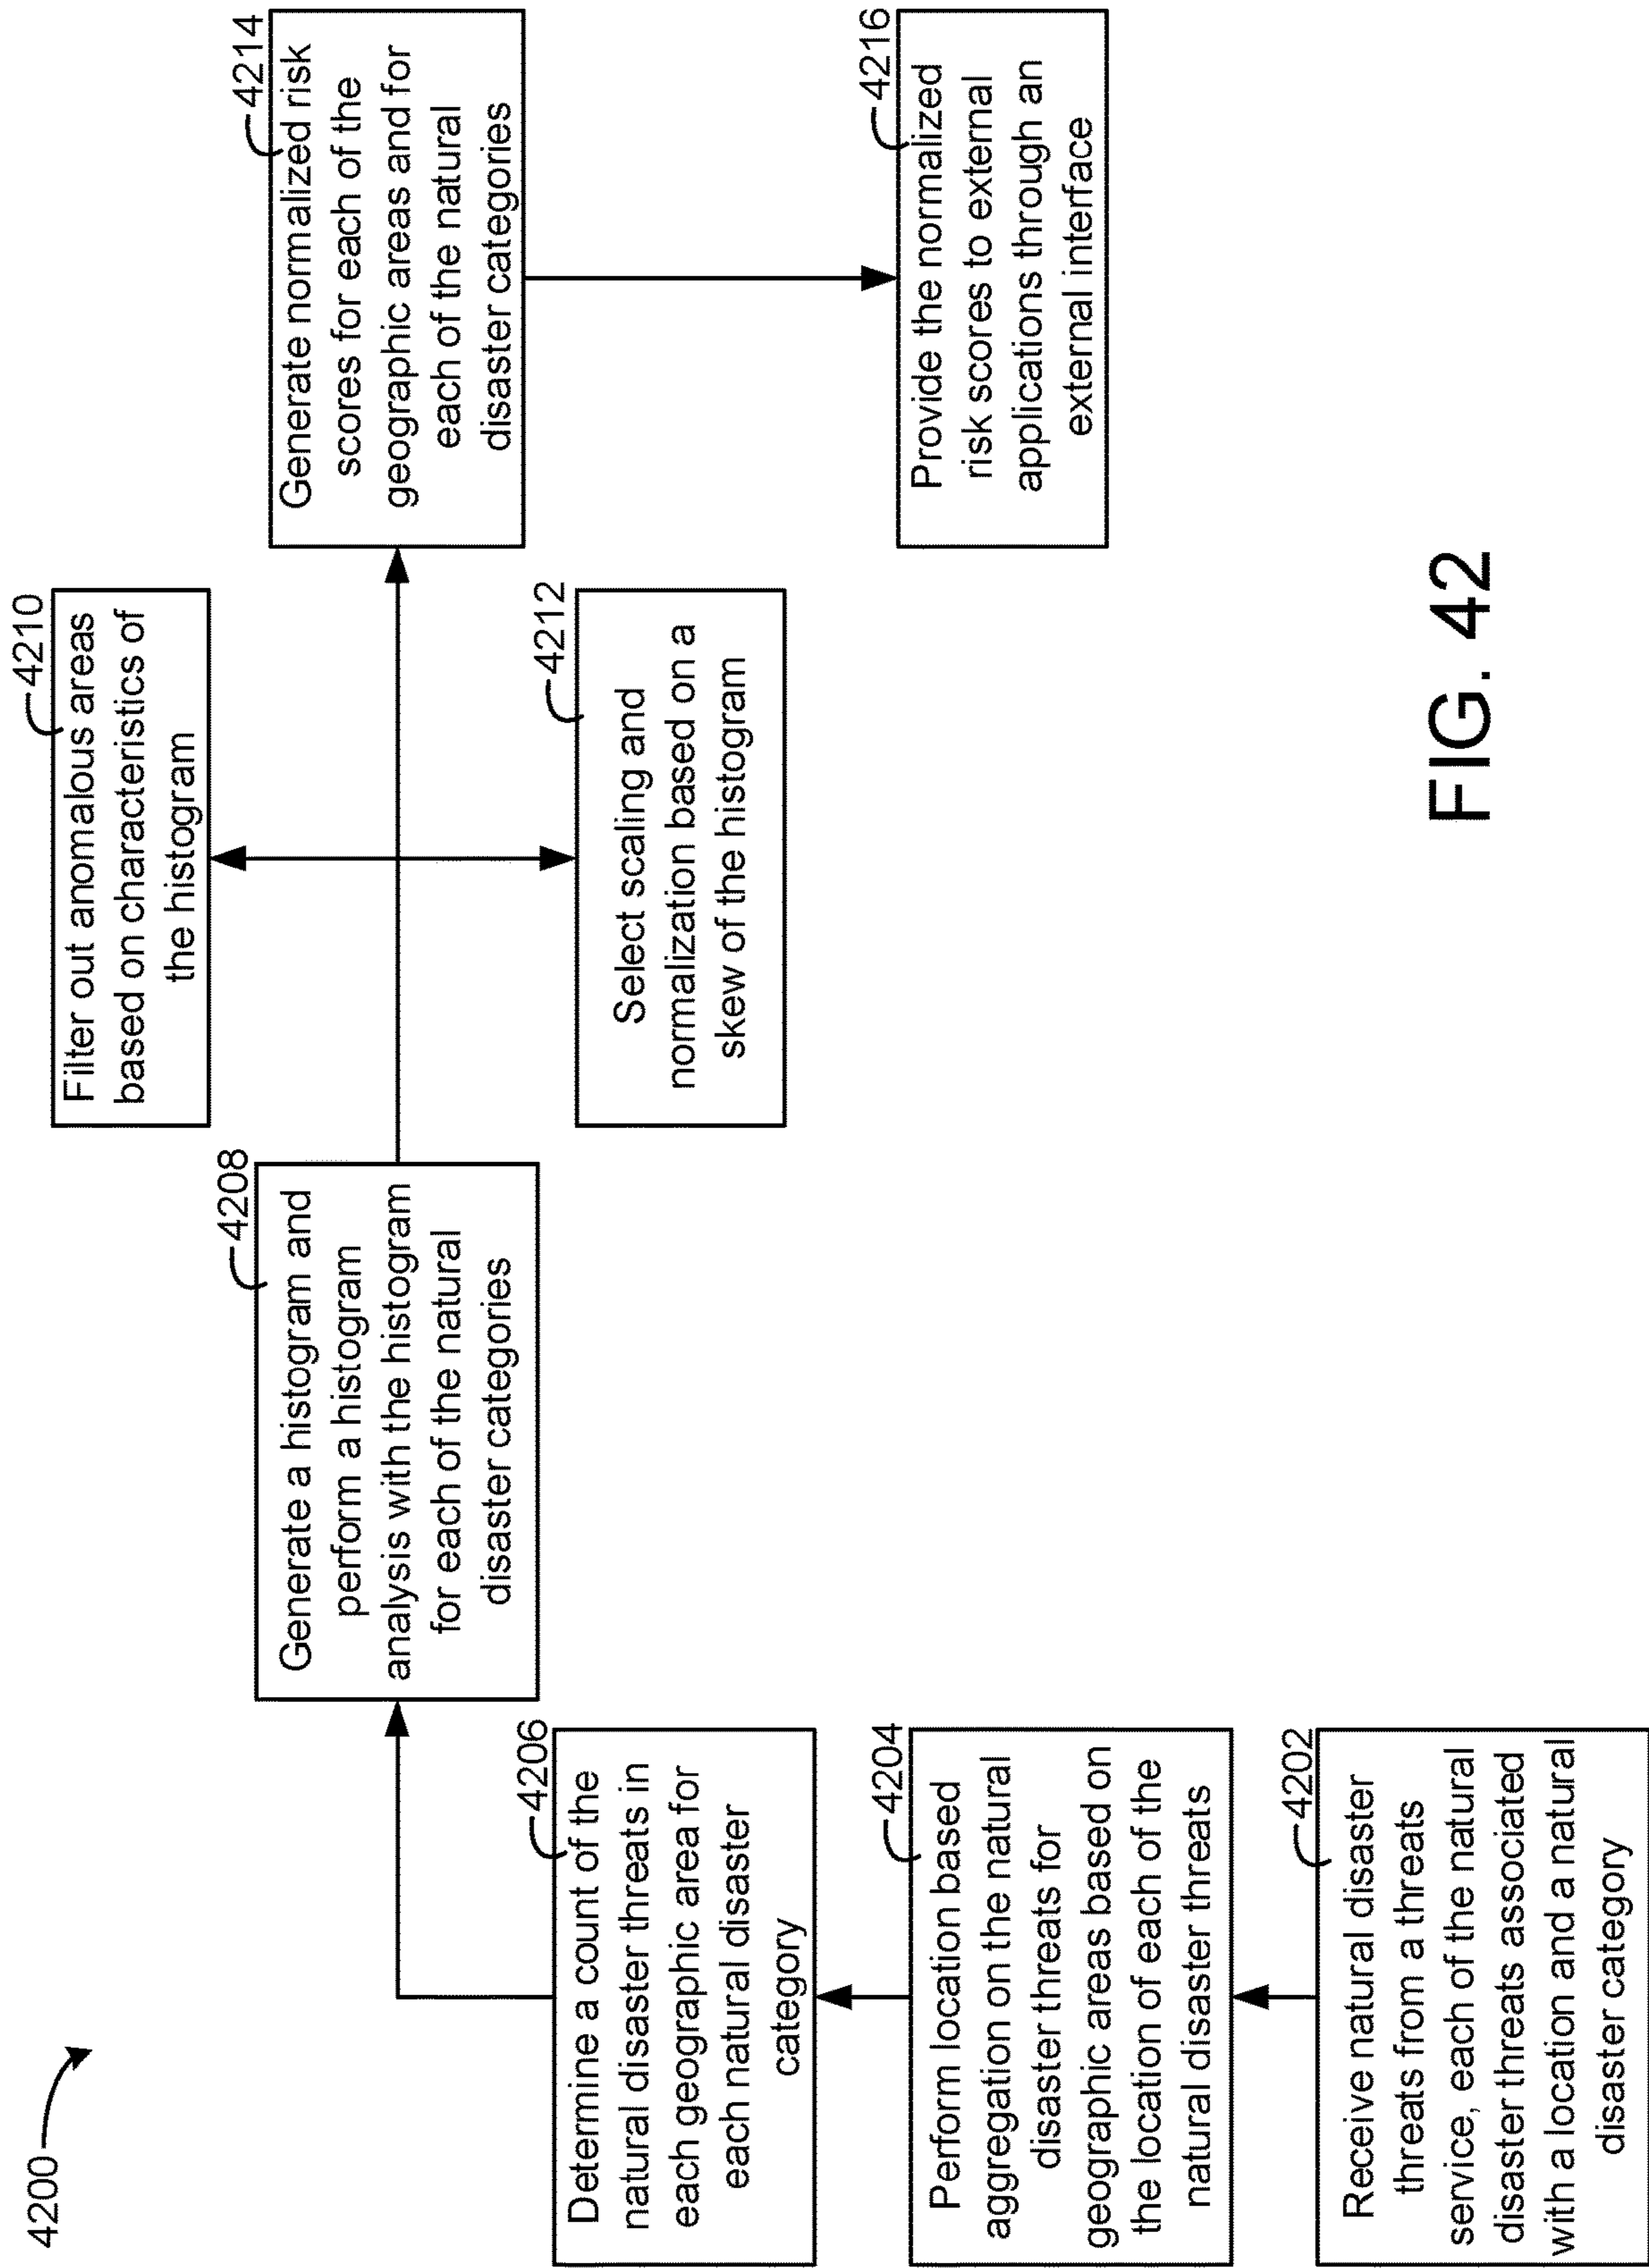 4200
4202
Receive natural disaster
threats from a threats
service, each of the natural
disaster threats associated
with a location and a natural
disaster category
4204
Perform location based
aggregation on the natural
disaster threats for
geographic areas based on
the location of each of the
natural disaster threats
4206
Determine a count of the
natural disaster threats in
each geographic area for
each natural disaster
category
4208
Generate a histogram and
perform a histogram
analysis with the histogram
for each of the natural
disaster categories
4210
Filter out anomalous areas
based on characteristics of
the histogram
4212
Select scaling and
normalization based on a
skew of the histogram
4214
Generate normalized risk
scores for each of the
geographic areas and for
each of the natural
disaster categories
4216
Provide the normalized
risk scores to external
applications through an
external interface
FIG. 42